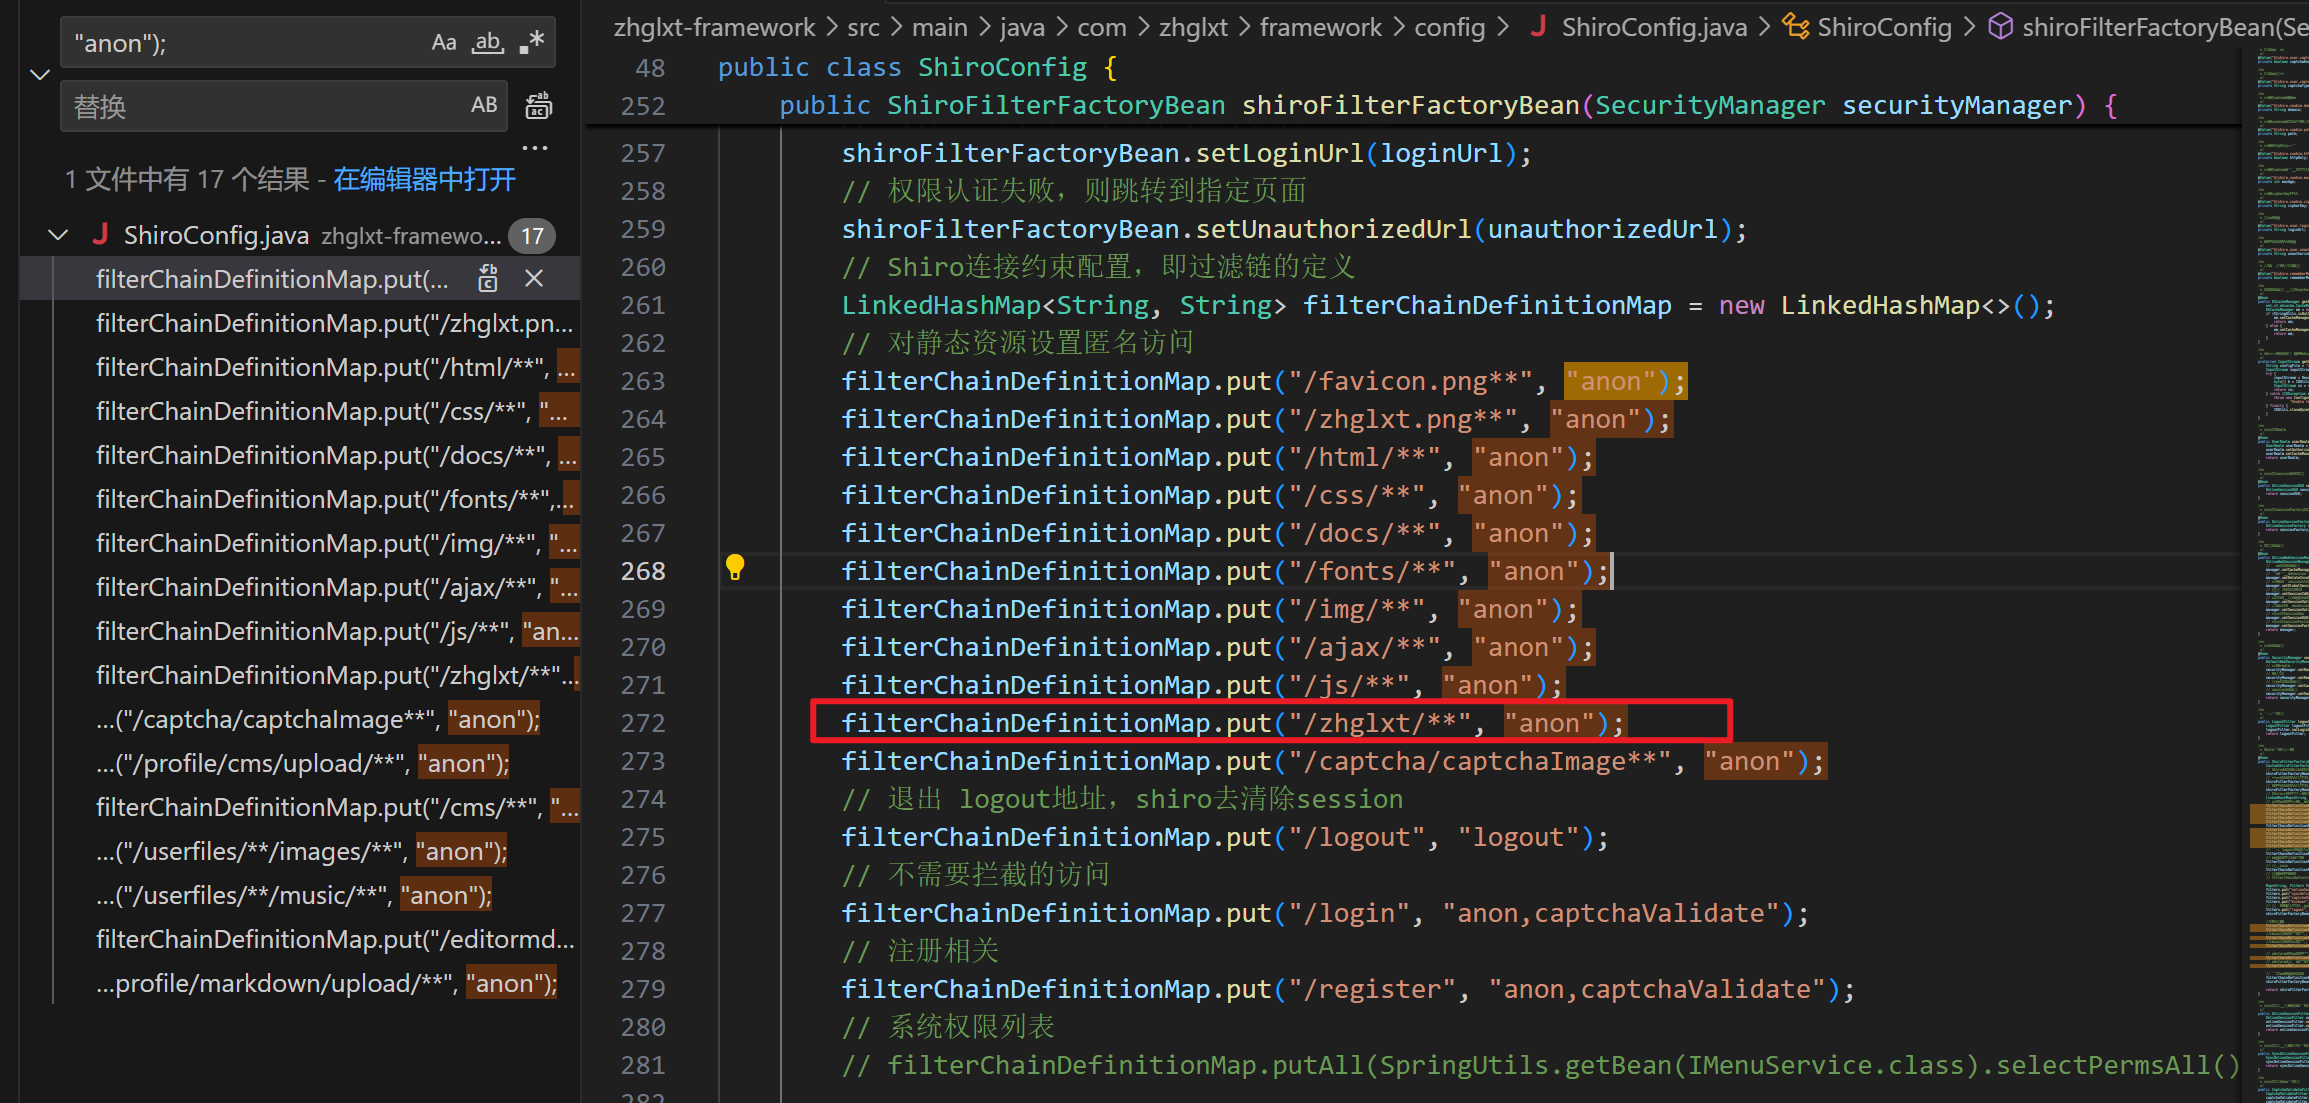 "anon"); Aa ab .*
替换 AB
...
1 文件中有 17 个结果 - 在编辑器中打开
J ShiroConfig.java zhglxt-framewo... 17
filterChainDefinitionMap.put(...
filterChainDefinitionMap.put("/zhglxt.pn...
filterChainDefinitionMap.put("/html/**", ...
filterChainDefinitionMap.put("/css/**", "...
filterChainDefinitionMap.put("/docs/**", ...
filterChainDefinitionMap.put("/fonts/**",...
filterChainDefinitionMap.put("/img/**", "...
filterChainDefinitionMap.put("/ajax/**", "...
filterChainDefinitionMap.put("/js/**", "an...
filterChainDefinitionMap.put("/zhglxt/**"...
...("/captcha/captchaImage**", "anon");
...("/profile/cms/upload/**", "anon");
filterChainDefinitionMap.put("/cms/**", "...
...("/userfiles/**/images/**", "anon");
...("/userfiles/**/music/**", "anon");
filterChainDefinitionMap.put("/editormd...
...profile/markdown/upload/**", "anon");
zhglxt-framework > src > main > java > com > zhglxt > framework > config > J ShiroConfig.java > ShiroConfig > shiroFilterFactoryBean(Se
48 public class ShiroConfig {
252 public ShiroFilterFactoryBean shiroFilterFactoryBean(SecurityManager securityManager) {
257 shiroFilterFactoryBean.setLoginUrl(loginUrl);
258 // 权限认证失败，则跳转到指定页面
259 shiroFilterFactoryBean.setUnauthorizedUrl(unauthorizedUrl);
260 // Shiro连接约束配置，即过滤链的定义
261 LinkedHashMap<String, String> filterChainDefinitionMap = new LinkedHashMap<>();
262 // 对静态资源设置匿名访问
263 filterChainDefinitionMap.put("/favicon.png**", "anon");
264 filterChainDefinitionMap.put("/zhglxt.png**", "anon");
265 filterChainDefinitionMap.put("/html/**", "anon");
266 filterChainDefinitionMap.put("/css/**", "anon");
267 filterChainDefinitionMap.put("/docs/**", "anon");
268 filterChainDefinitionMap.put("/fonts/**", "anon");
269 filterChainDefinitionMap.put("/img/**", "anon");
270 filterChainDefinitionMap.put("/ajax/**", "anon");
271 filterChainDefinitionMap.put("/js/**", "anon");
272 filterChainDefinitionMap.put("/zhglxt/**", "anon");
273 filterChainDefinitionMap.put("/captcha/captchaImage**", "anon");
274 // 退出 logout地址，shiro去清除session
275 filterChainDefinitionMap.put("/logout", "logout");
276 // 不需要拦截的访问
277 filterChainDefinitionMap.put("/login", "anon,captchaValidate");
278 // 注册相关
279 filterChainDefinitionMap.put("/register", "anon,captchaValidate");
280 // 系统权限列表
281 // filterChainDefinitionMap.putAll(SpringUtils.getBean(IMenuService.class).selectPermsAll()
282